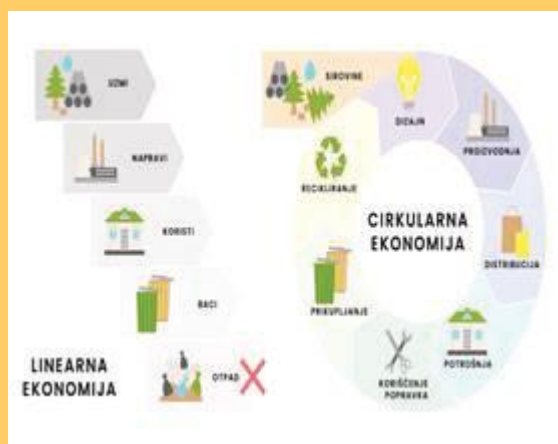 UZMI
NAPRAVI
KORISTI
BACI
OTPAD
LINEARNA
EKONOMIJA
SIROVINE
DIZAJN
PROIZVODNJA
DISTRIBUCIJA
POTROŠNJA
KORIŠĆENJE
POPRAVKA
PRIKUPLJANJE
RECIKLIRANJE
CIRKULARNA
EKONOMIJA